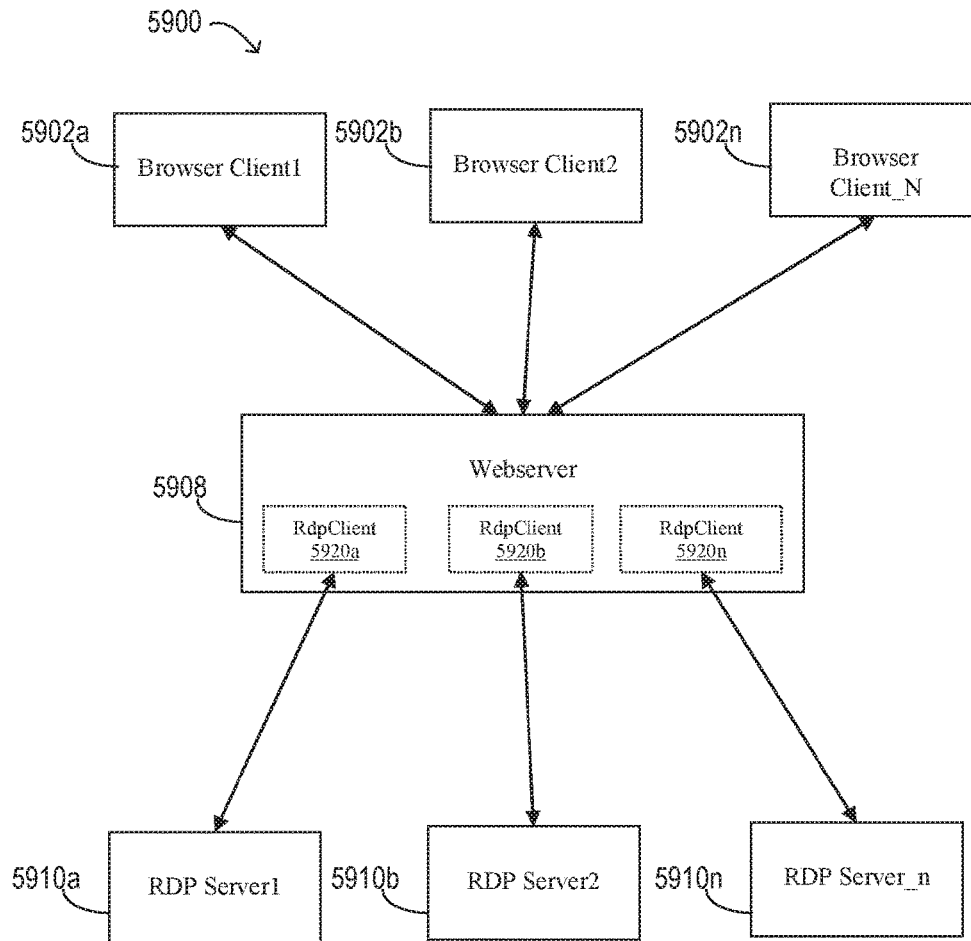 5900
5902a
5902b
5902n
Browser Client1
Browser Client2
Browser
Client_N
Webserver
5908
RdpClient
5920a
RdpClient
5920b
RdpClient
5920n
5910a
RDP Server1
5910b
RDP Server2
5910n
RDP Server_n